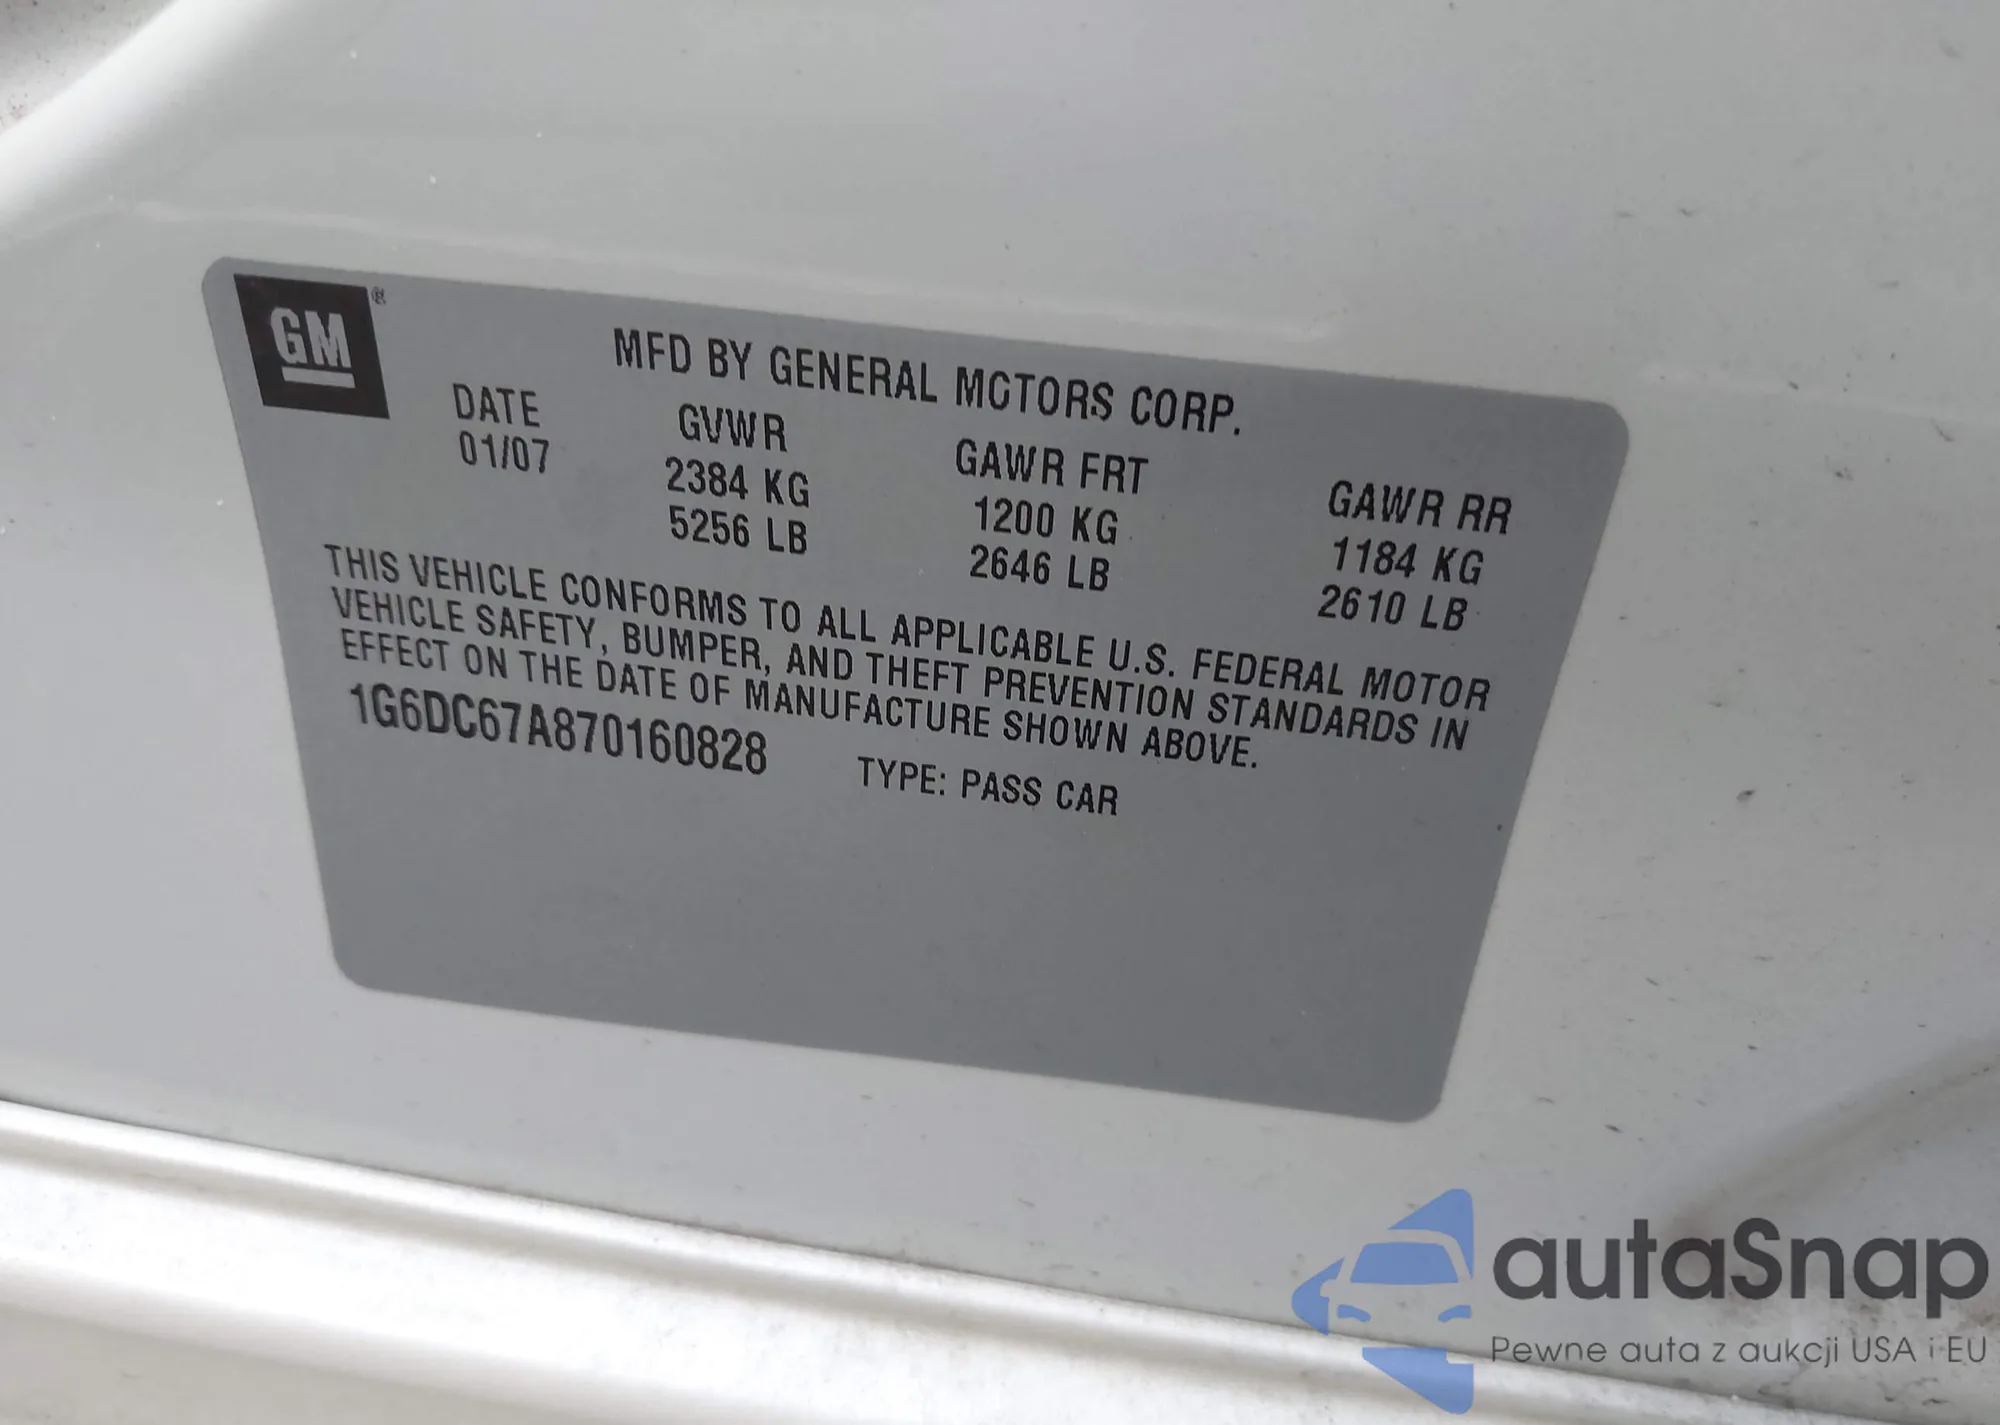 GM®
MFD BY GENERAL MOTORS CORP.
DATE GVWR GAWR FRT GAWR RR
01/07 2384 KG 1200 KG 1184 KG
5256 LB 2646 LB 2610 LB
THIS VEHICLE CONFORMS TO ALL APPLICABLE U.S. FEDERAL MOTOR
VEHICLE SAFETY, BUMPER, AND THEFT PREVENTION STANDARDS IN
EFFECT ON THE DATE OF MANUFACTURE SHOWN ABOVE.
1G6DC67A870160828 TYPE: PASS CAR
autaSnap
Pewne auta z aukcji USA i EU